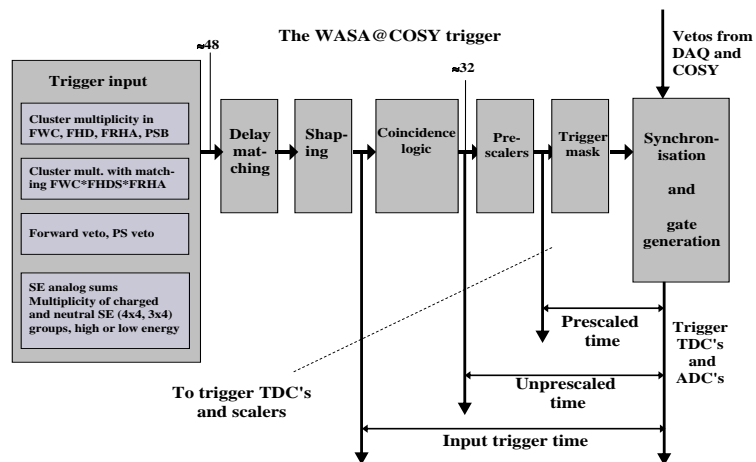 ≈48
The WASA@COSY trigger
Vetos from
DAQ and
COSY
≈32
Trigger input
Cluster multiplicity in
FWC, FHD, FRHA, PSB
Cluster mult. with match-
ing FWC*FHDS*FRHA
Forward veto, PS veto
SE analog sums
Multiplicity of charged
and neutral SE (4x4, 3x4)
groups, high or low energy
Delay
mat-
ching
Shap-
ing
Coincidence
logic
Pre-
scalers
Trigger
mask
Synchron-
isation
and
gate
generation
Prescaled
time
Trigger
TDC's
and
ADC's
To trigger TDC's
and scalers
Unprescaled
time
Input trigger time